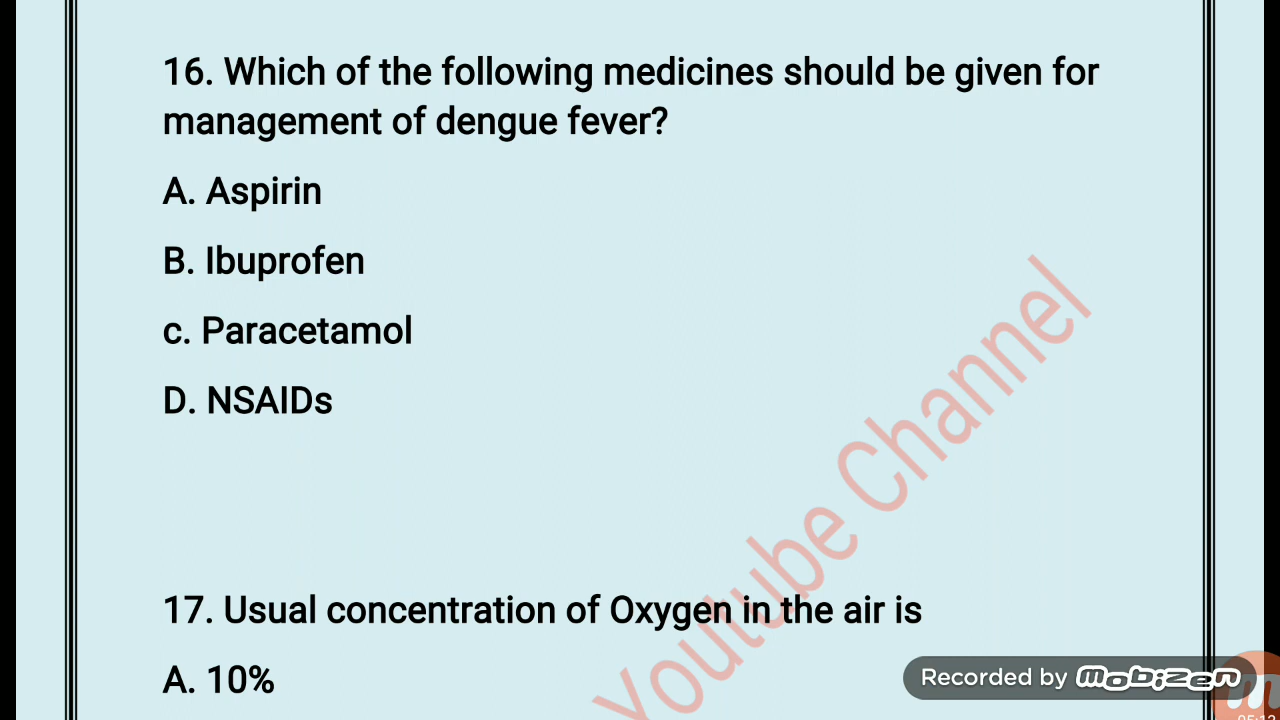 16. Which of the following medicines should be given for
management of dengue fever?
A. Aspirin
B. Ibuprofen
c. Paracetamol
D. NSAIDs
Youtube Channel
17. Usual concentration of Oxygen in the air is
A. 10%
Recorded by Mobizen